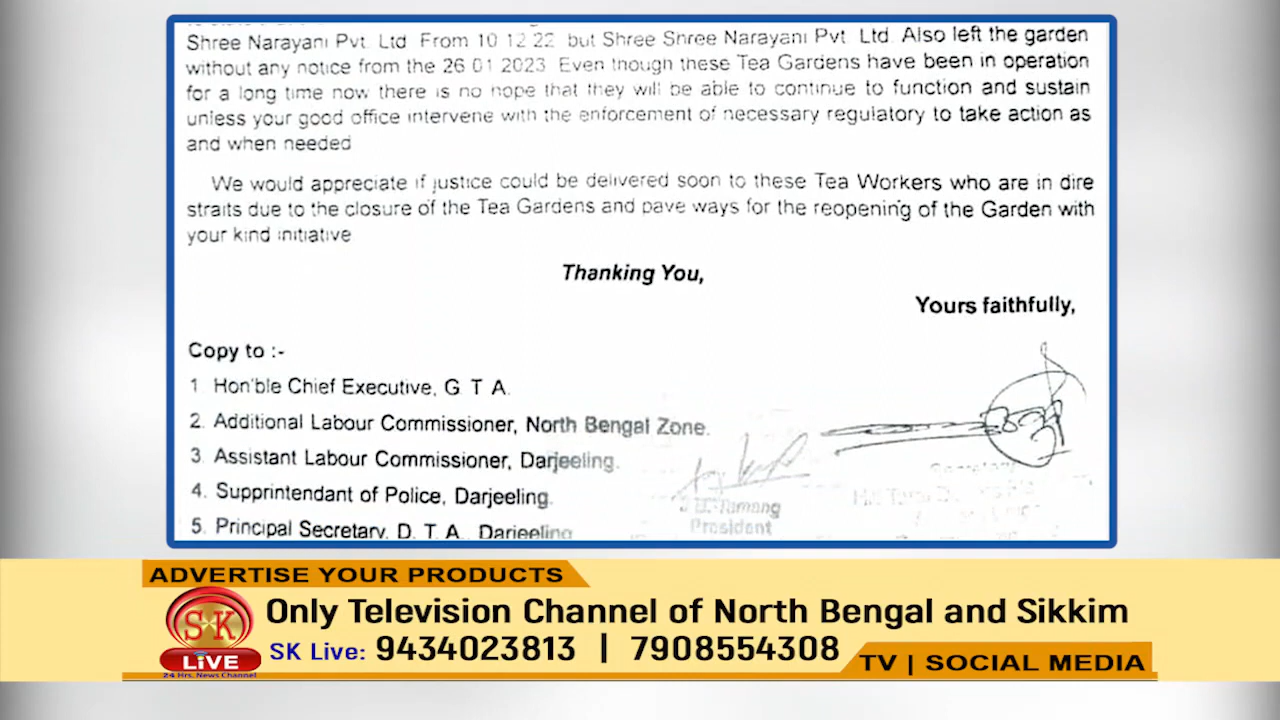 Shree Narayani Pvt. Ltd From 10 12 22 but Shree Shree Narayani Pvt Ltd. Also left the garden
without any notice from the 26 01 2023 Even though these Tea Gardens have been in operation
for a long time now there is no hope that they will be able to continue to function and sustain
unless your good office intervene with the enforcement of necessary regulatory to take action as
and when needed
We would appreciate if justice could be delivered soon to these Tea Workers who are in dire
straits due to the closure of the Tea Gardens and pave ways for the reopening of the Garden with
your kind initiative
Thanking You,
Yours faithfully,
Copy to :-
1 Hon'ble Chief Executive, G T A.
2. Additional Labour Commissioner, North Bengal Zone.
3. Assistant Labour Commissioner, Darjeeling.
4. Supprintendant of Police, Darjeeling.
5. Principal Secretary, D. T. A., Darjeeling
Secretary
Tamang
President
ADVERTISE YOUR PRODUCTS
SK
LIVE
24 Hrs. News Channel
Only Television Channel of North Bengal and Sikkim
SK Live: 9434023813 | 7908554308
TV | SOCIAL MEDIA